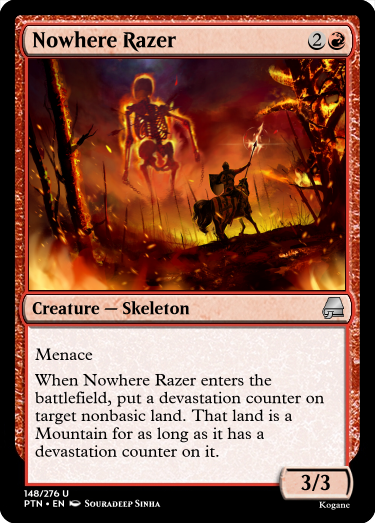 Nowhere Razer 2
Creature — Skeleton
Menace
When Nowhere Razer enters the
battlefield, put a devastation counter on
target nonbasic land. That land is a
Mountain for as long as it has a
devastation counter on it.
3/3
148/276 U
PTN • EN Souradeep Sinha
Kogane